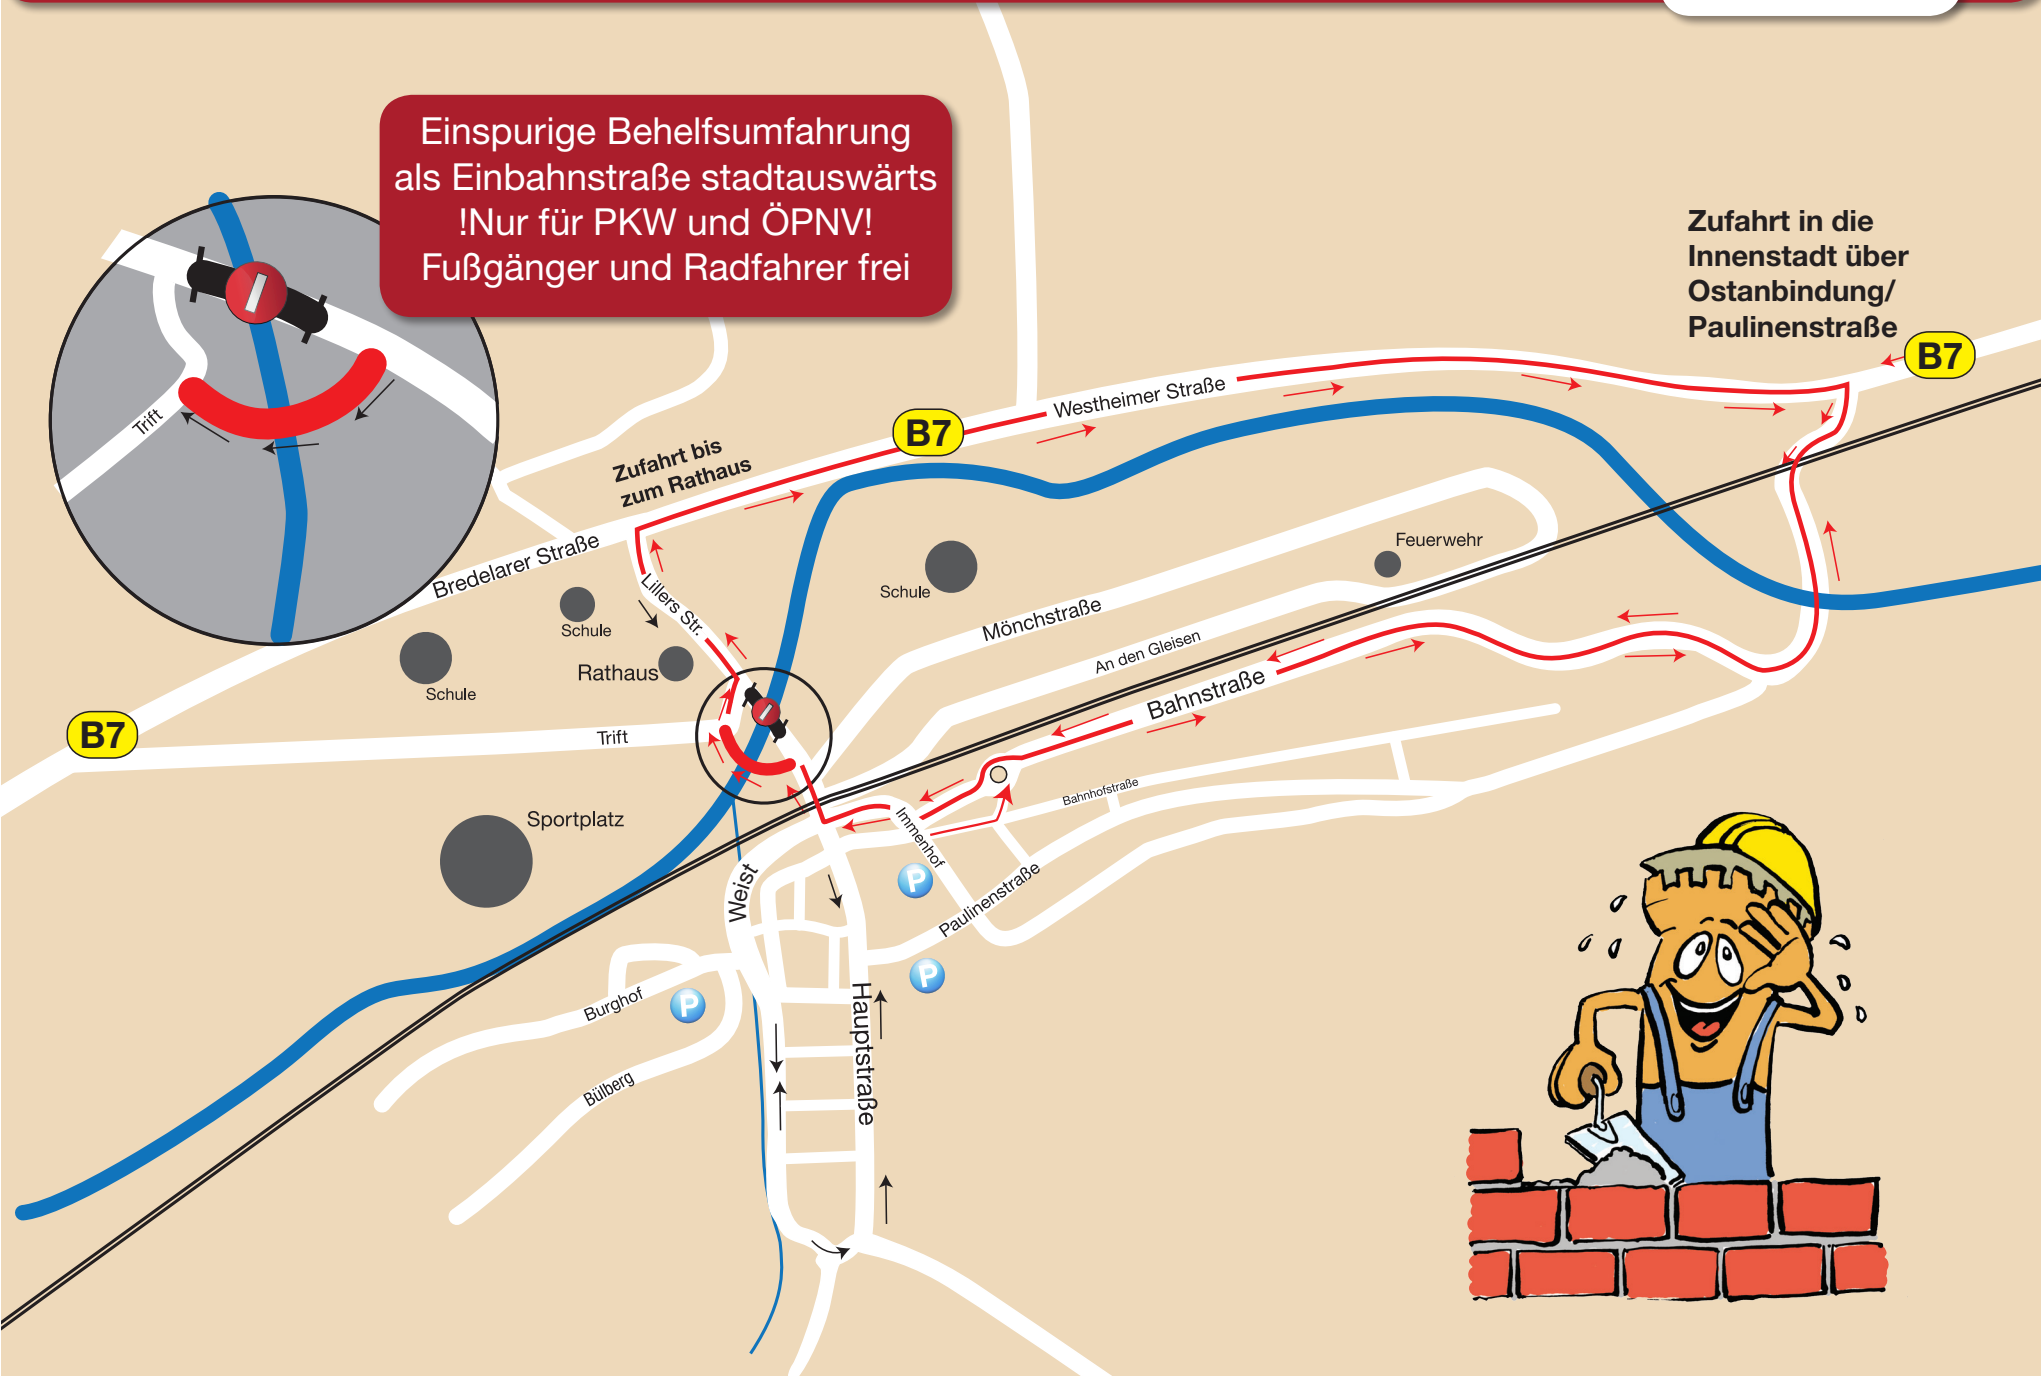 Einspurige Behelfsumfahrung
als Einbahnstraße stadtauswärts
!Nur für PKW und ÖPNV!
Fußgänger und Radfahrer frei
Zufahrt in die
Innenstadt über
Ostanbindung/
Paulinenstraße
B7
Trift
Westheimer Straße
B7
Zufahrt bis
zum Rathaus
Bredelarer Straße
Feuerwehr
Schule
Lillers Str.
Schule
Mönchstraße
Rathaus
Schule
An den Gleisen
Bahnstraße
B7
Trift
Bahnhofstraße
Sportplatz
Immenhof
P
Weist
Paulinenstraße
P
P
Burghof
Hauptstraße
Bülberg